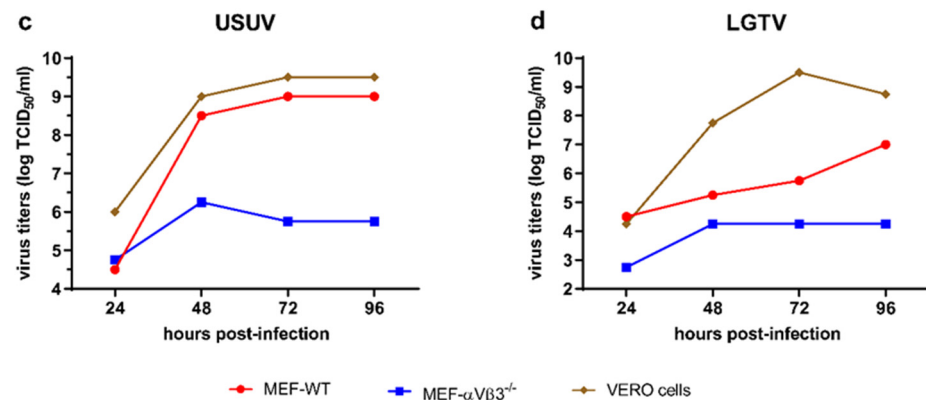 c
USUV
virus titers (log TCID50/ml)
10
9
8
7
6
5
4
24 48 72 96
hours post-infection
d
LGTV
virus titers (log TCID50/ml)
10
9
8
7
6
5
4
3
2
24 48 72 96
hours post-infection
MEF-WT MEF-αVβ3-/- VERO cells